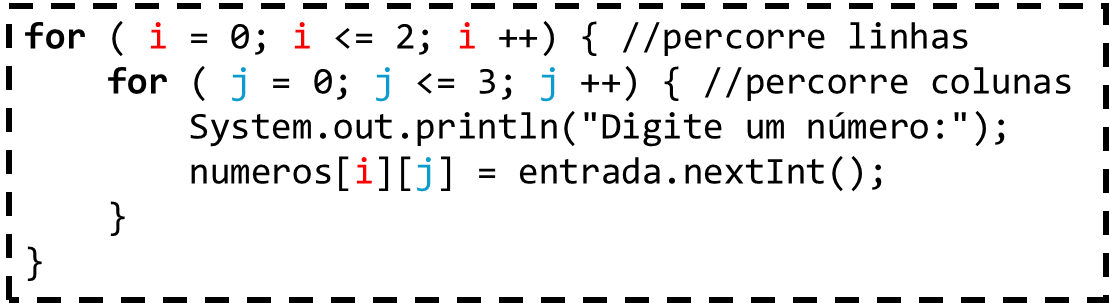 for ( i = 0; i <= 2; i ++) { //percorre linhas
    for ( j = 0; j <= 3; j ++) { //percorre colunas
        System.out.println("Digite um número:");
        numeros[i][j] = entrada.nextInt();
    }
}